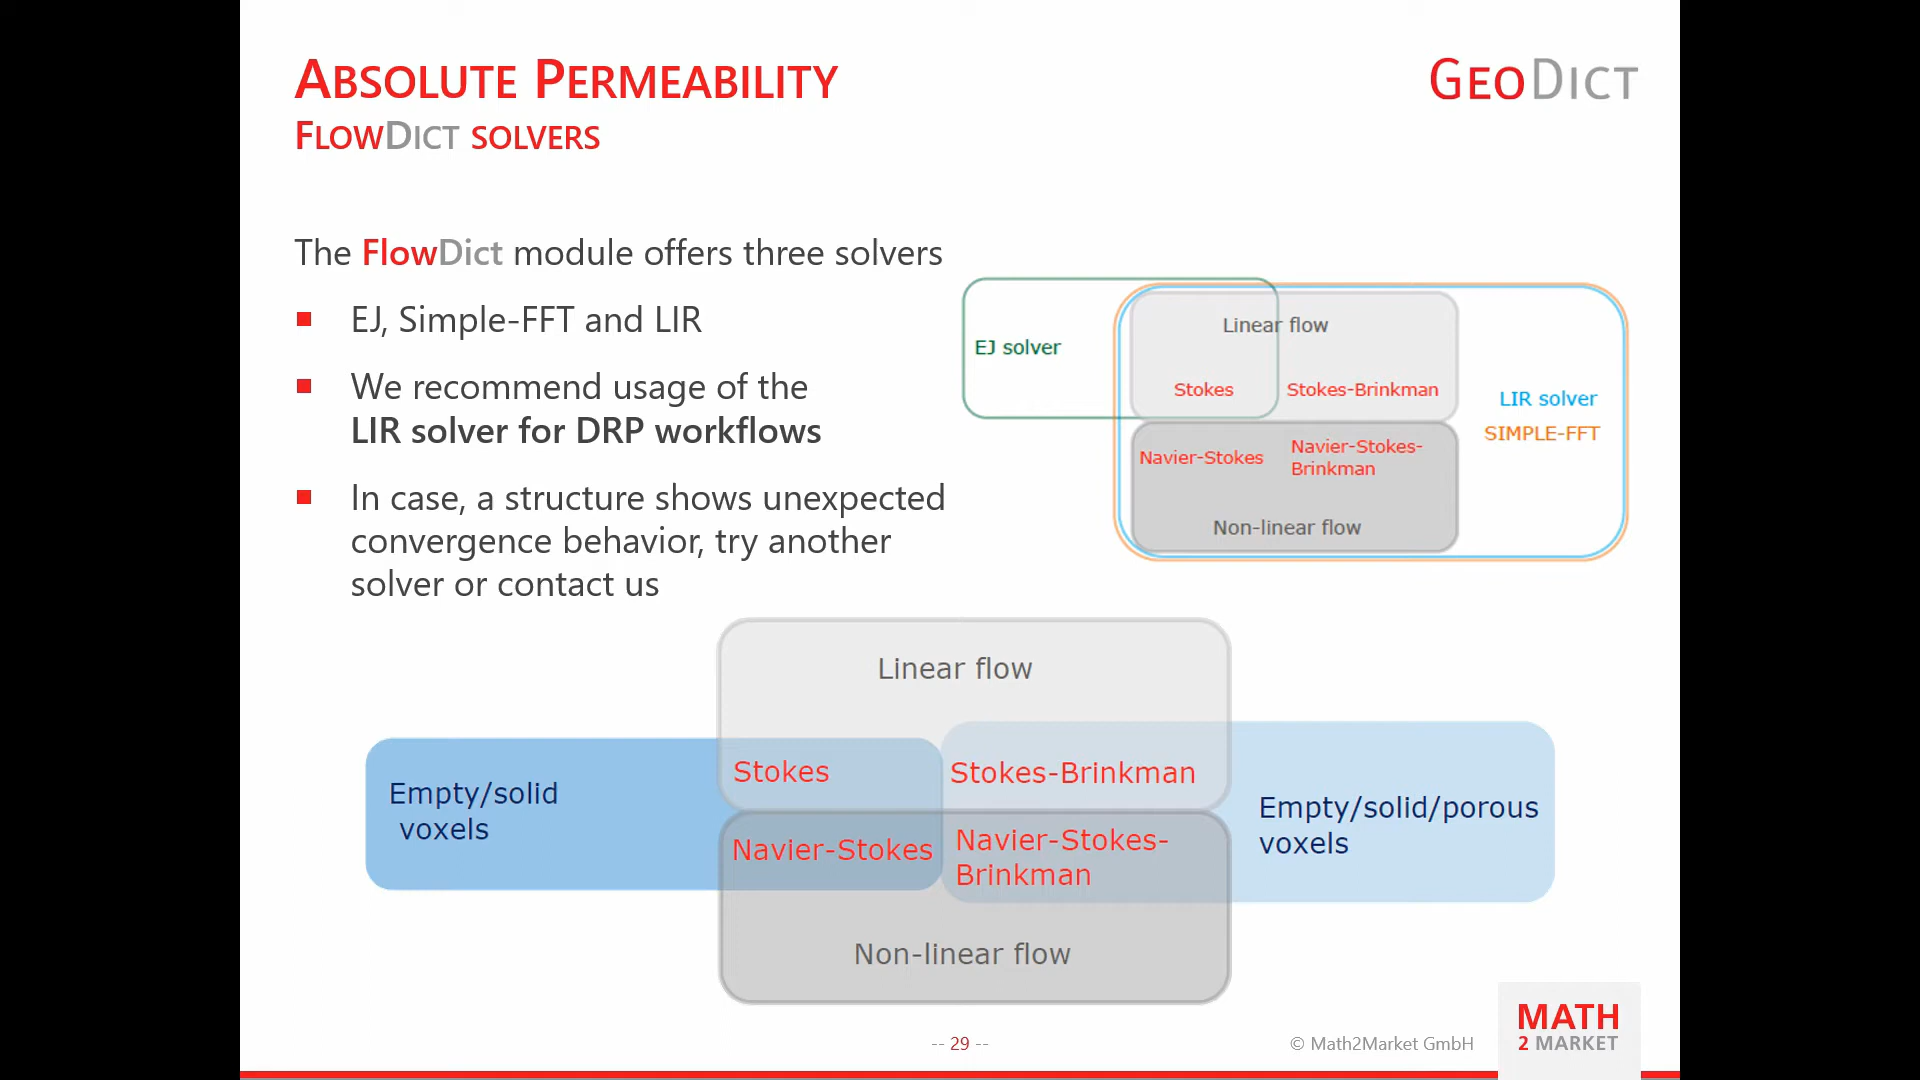 ABSOLUTE PERMEABILITY
FLOWDICT SOLVERS
GEODICT
The FlowDict module offers three solvers
EJ, Simple-FFT and LIR
We recommend usage of the
LIR solver for DRP workflows
In case, a structure shows unexpected
convergence behavior, try another
solver or contact us
Linear flow
EJ solver
Stokes
Stokes-Brinkman
LIR solver
SIMPLE-FFT
Navier-Stokes
Navier-Stokes-
Brinkman
Non-linear flow
Linear flow
Stokes
Stokes-Brinkman
Empty/solid
voxels
Empty/solid/porous
voxels
Navier-Stokes
Navier-Stokes-
Brinkman
Non-linear flow
-- 29 --
© Math2Market GmbH
MATH
2 MARKET